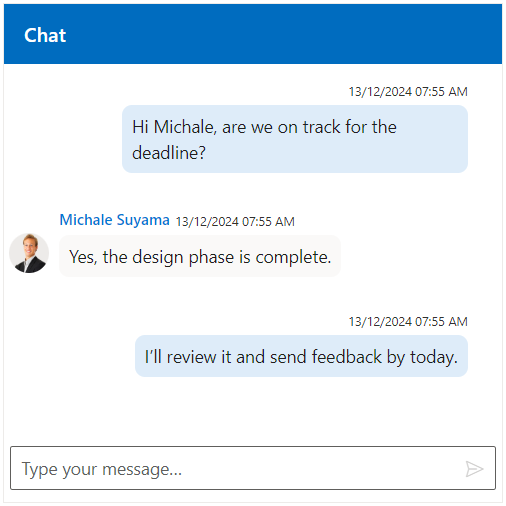 Chat
13/12/2024 07:55 AM
Hi Michale, are we on track for the
deadline?
Michale Suyama 13/12/2024 07:55 AM
Yes, the design phase is complete.
13/12/2024 07:55 AM
I’ll review it and send feedback by today.
Type your message...